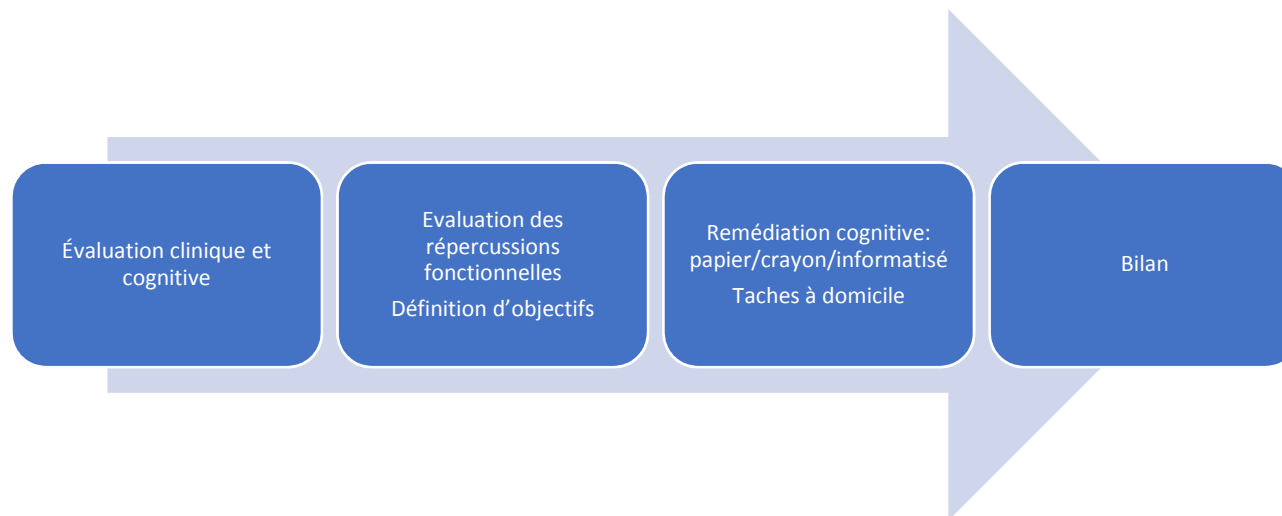 Évaluation clinique et
cognitive
Evaluation des
répercussions
fonctionnelles
Définition d’objectifs
Remédiation cognitive:
papier/crayon/informatisé
Taches à domicile
Bilan